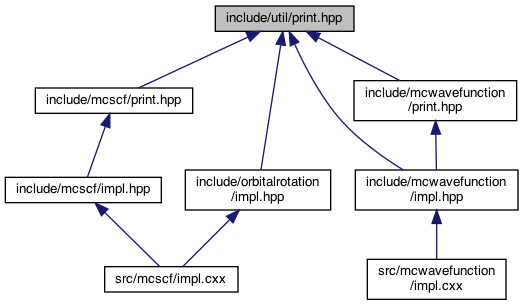 include/util/print.hpp
include/mcscf/print.hpp
include/mcwavefunction
/print.hpp
include/mcscf/impl.hpp
include/orbitalrotation
/impl.hpp
include/mcwavefunction
/impl.hpp
src/mcscf/impl.cxx
src/mcwavefunction
/impl.cxx